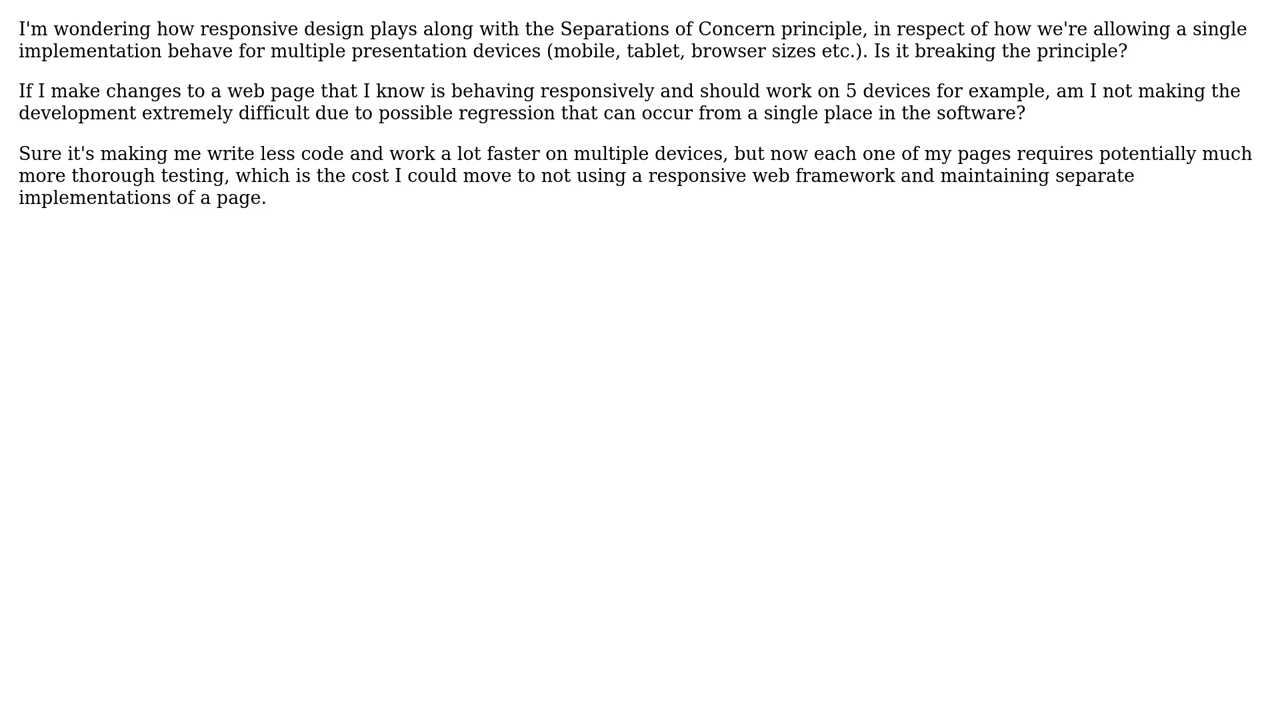 I'm wondering how responsive design plays along with the Separations of Concern principle, in respect of how we're allowing a single
implementation behave for multiple presentation devices (mobile, tablet, browser sizes etc.). Is it breaking the principle?
If I make changes to a web page that I know is behaving responsively and should work on 5 devices for example, am I not making the
development extremely difficult due to possible regression that can occur from a single place in the software?
Sure it's making me write less code and work a lot faster on multiple devices, but now each one of my pages requires potentially much
more thorough testing, which is the cost I could move to not using a responsive web framework and maintaining separate
implementations of a page.